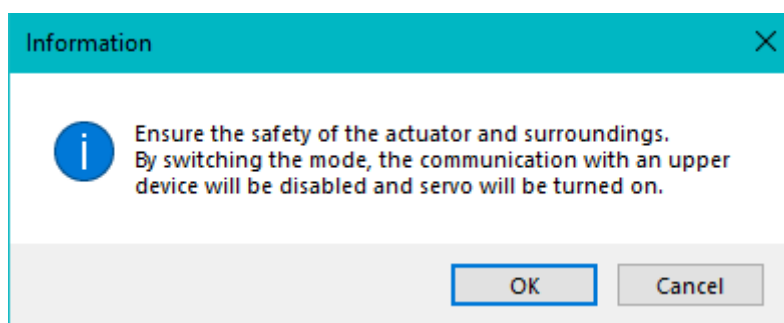 Information
Ensure the safety of the actuator and surroundings.
By switching the mode, the communication with an upper
device will be disabled and servo will be turned on.
OK
Cancel